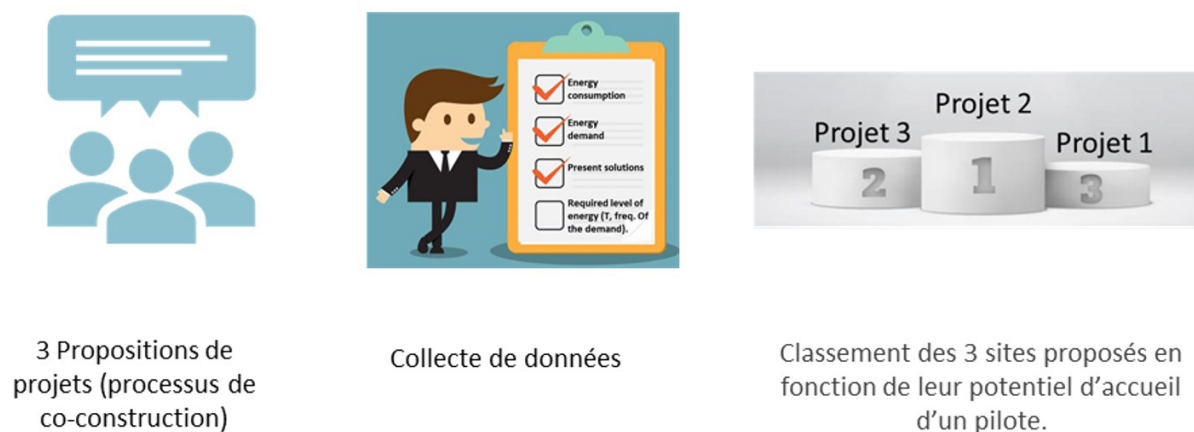 Energy
consumption
Energy
demand
Present solutions
Required level of
energy (T, freq. Of
the demand).
Projet 2
Projet 3
Projet 1
2
1
3
3 Propositions de
projets (processus de
co-construction)
Collecte de données
Classement des 3 sites proposés en
fonction de leur potentiel d’accueil
d’un pilote.